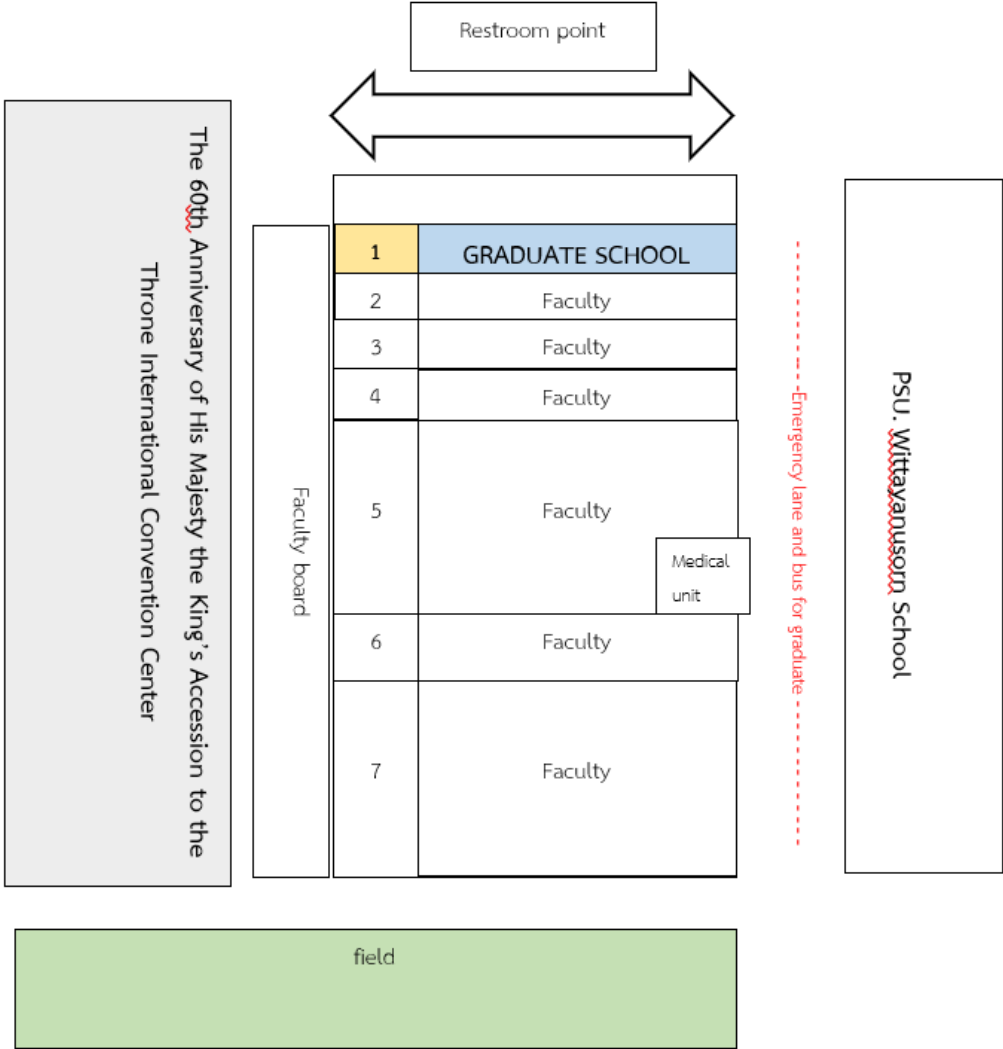 Restroom point
The 60th Anniversary of His Majesty the King's Accession to the
Throne International Convention Center
Faculty board
1 GRADUATE SCHOOL
2 Faculty
3 Faculty
4 Faculty
5 Faculty
Medical
unit
6 Faculty
7 Faculty
Emergency lane and bus for graduate
PSU. Wittayanusorn School
field